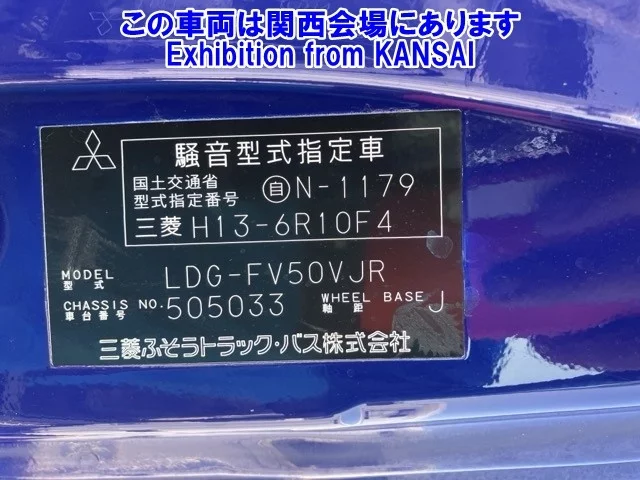 この車両は関西会場にあります
Exhibition from KANSAI
騒音型式指定車
国土交通省
型式指定番号 自N-1179
三菱 H13-6R10F4
MODEL
型式 LDG-FV50VJR
CHASSIS NO.
車台番号 505033 WHEEL BASE
軸距 J
三菱ふそうトラック・バス株式会社